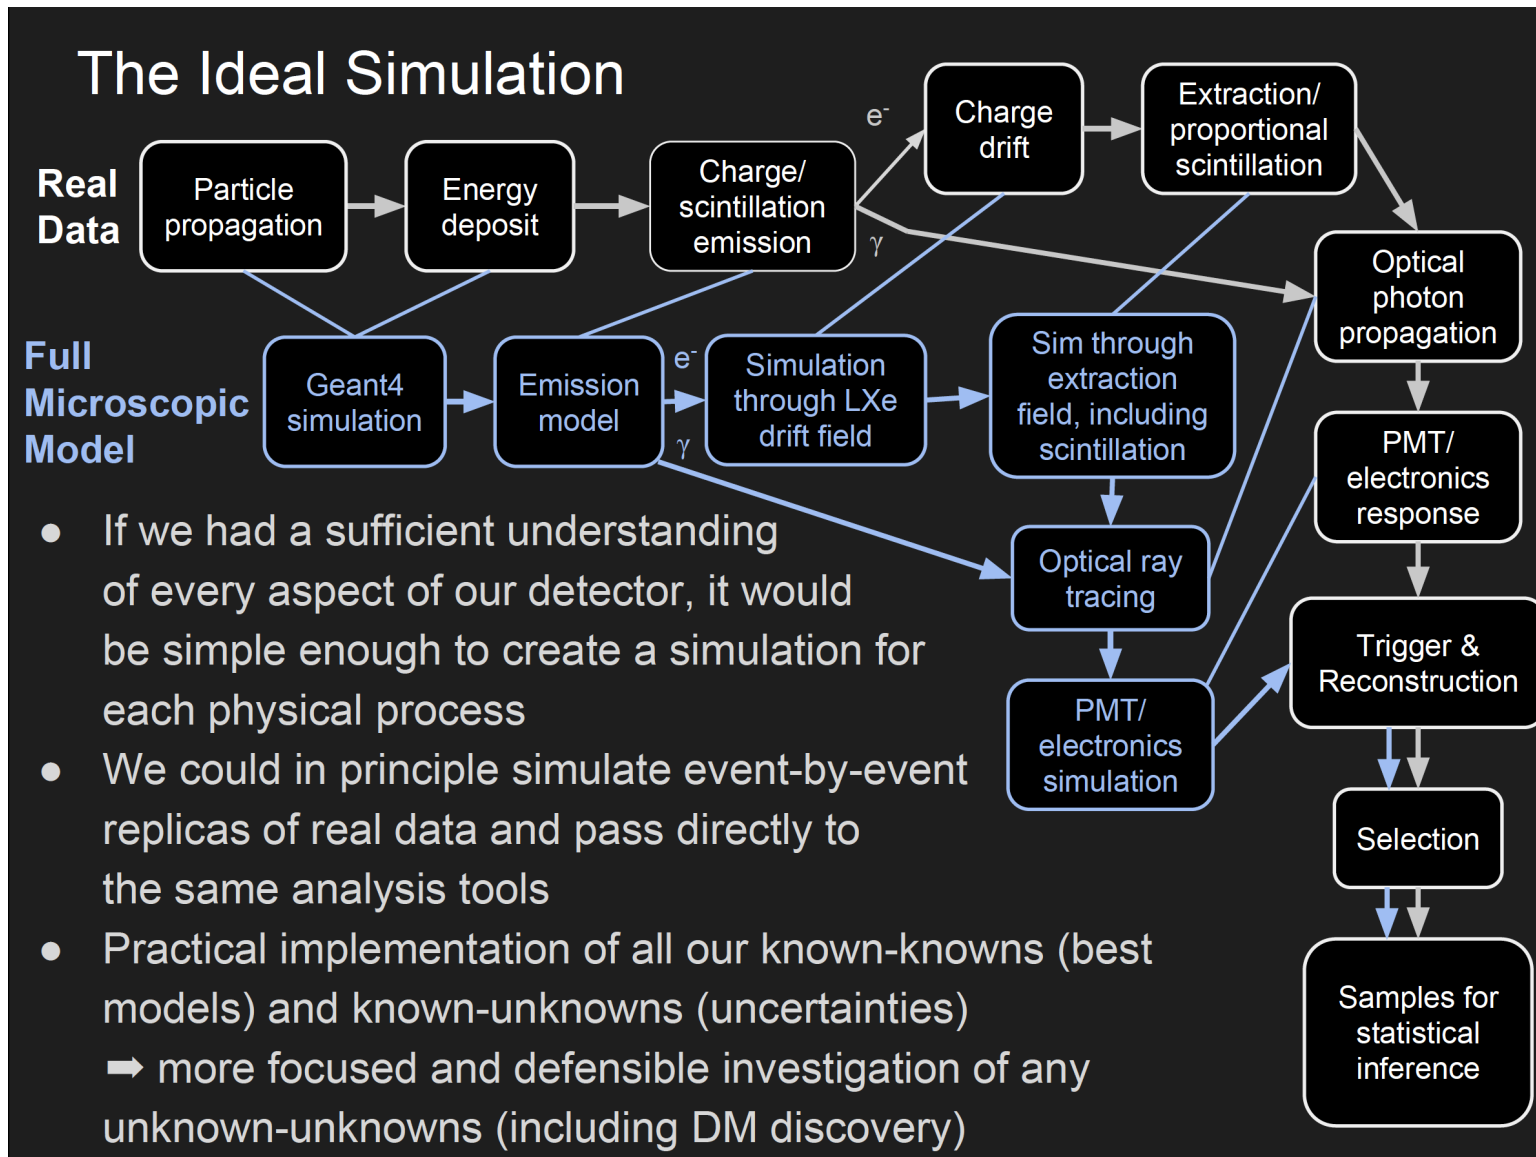 The Ideal Simulation
Real
Data
Particle
propagation
Energy
deposit
Charge/
scintillation
emission
e-
γ
Charge
drift
Extraction/
proportional
scintillation
Optical
photon
propagation
PMT/
electronics
response
Trigger &
Reconstruction
Selection
Samples for
statistical
inference
Full
Microscopic
Model
Geant4
simulation
Emission
model
e-
γ
Simulation
through LXe
drift field
Sim through
extraction
field, including
scintillation
Optical ray
tracing
PMT/
electronics
simulation
● If we had a sufficient understanding
of every aspect of our detector, it would
be simple enough to create a simulation for
each physical process
● We could in principle simulate event-by-event
replicas of real data and pass directly to
the same analysis tools
● Practical implementation of all our known-knowns (best
models) and known-unknowns (uncertainties)
➡ more focused and defensible investigation of any
unknown-unknowns (including DM discovery)